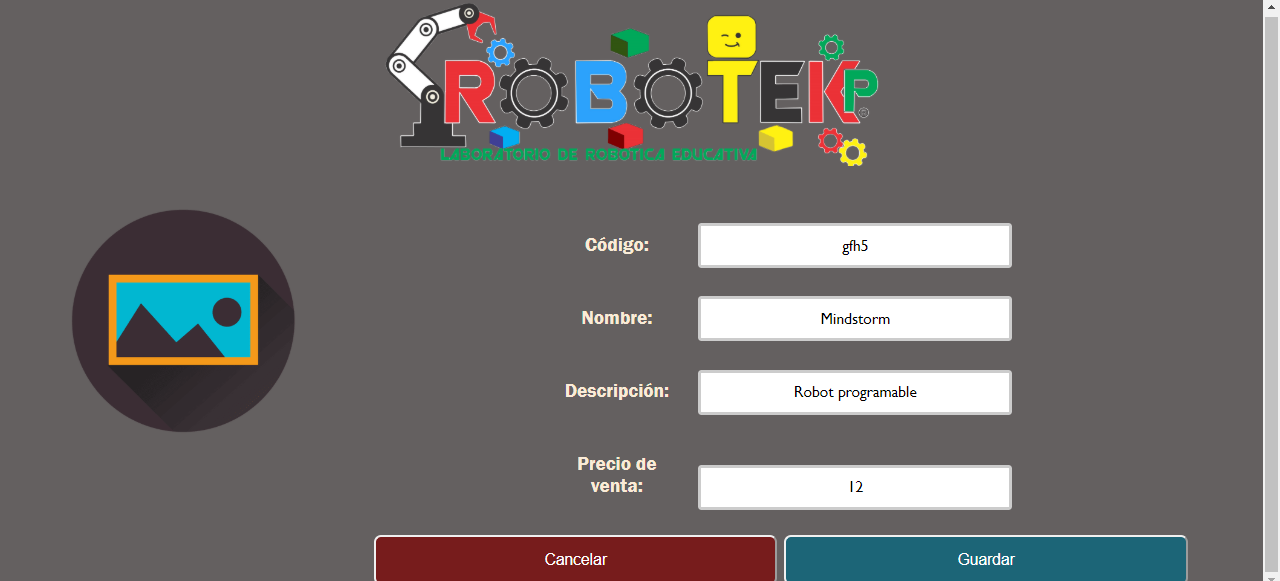 ROBOTEKP
®
LABORATORIO DE ROBOTICA EDUCATIVA
Código:
gfh5
Nombre:
Mindstorm
Descripción:
Robot programable
Precio de
venta:
12
Cancelar
Guardar